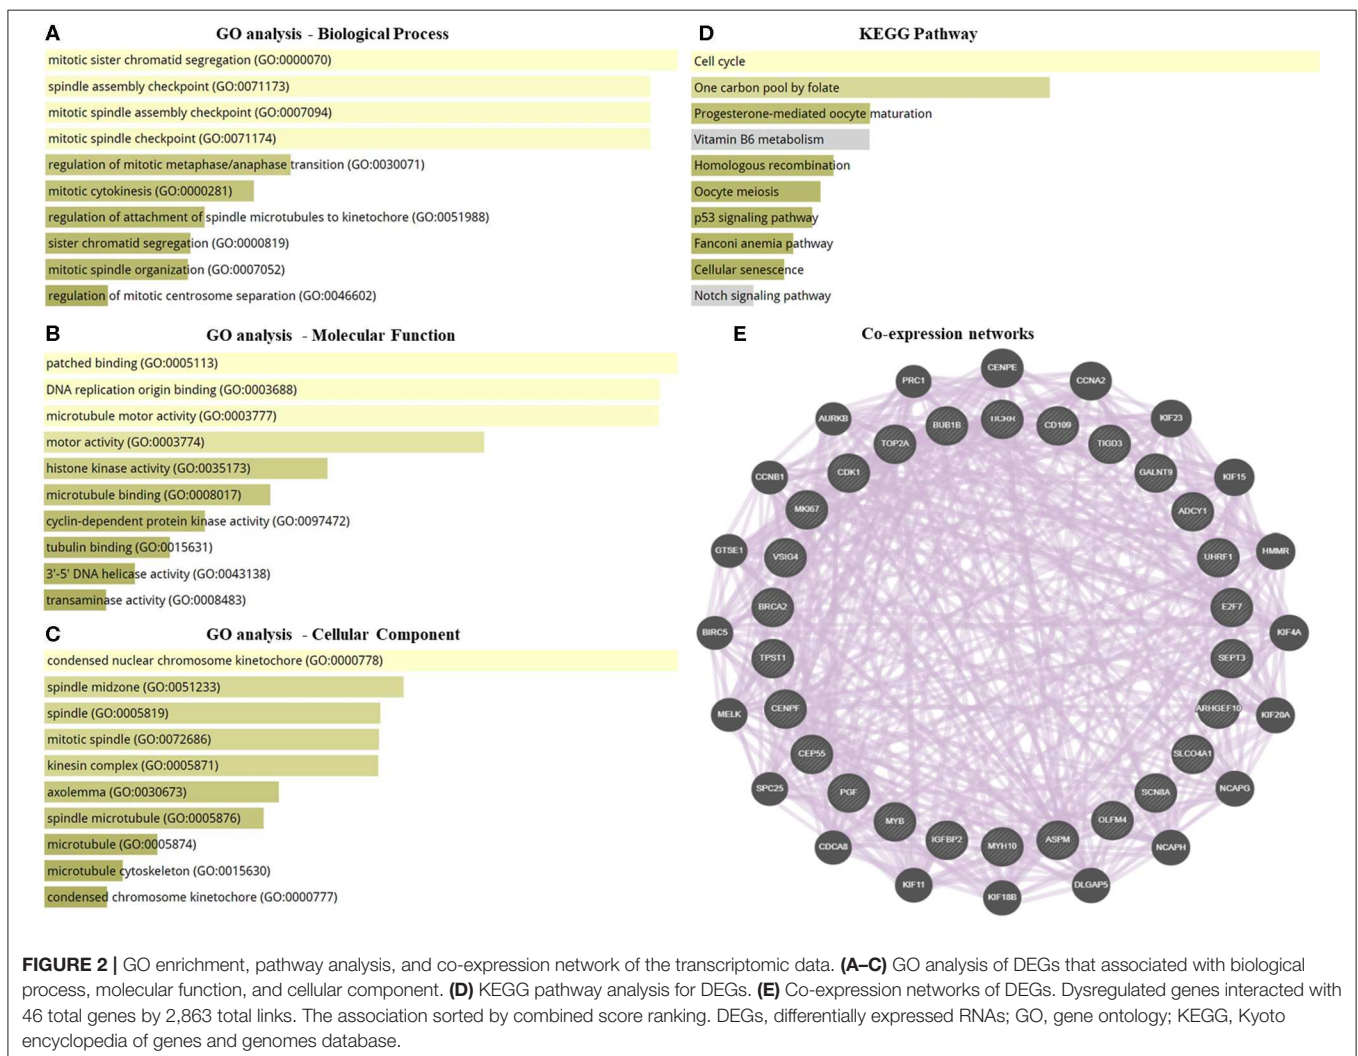 A GO analysis - Biological Process
mitotic sister chromatid segregation (GO:0000070)
spindle assembly checkpoint (GO:0071173)
mitotic spindle assembly checkpoint (GO:0007094)
mitotic spindle checkpoint (GO:0071174)
regulation of mitotic metaphase/anaphase transition (GO:0030071)
mitotic cytokinesis (GO:0000281)
regulation of attachment of spindle microtubules to kinetochore (GO:0051988)
sister chromatid segregation (GO:0000819)
mitotic spindle organization (GO:0007052)
regulation of mitotic centrosome separation (GO:0046602)
B GO analysis - Molecular Function
patched binding (GO:0005113)
DNA replication origin binding (GO:0003688)
microtubule motor activity (GO:0003777)
motor activity (GO:0003774)
histone kinase activity (GO:0035173)
microtubule binding (GO:0008017)
cyclin-dependent protein kinase activity (GO:0097472)
tubulin binding (GO:0015631)
3'-5' DNA helicase activity (GO:0043138)
transaminase activity (GO:0008483)
C GO analysis - Cellular Component
condensed nuclear chromosome kinetochore (GO:0000778)
spindle midzone (GO:0051233)
spindle (GO:0005819)
mitotic spindle (GO:0072686)
kinesin complex (GO:0005871)
axolemma (GO:0030673)
spindle microtubule (GO:0005876)
microtubule (GO:0005874)
microtubule cytoskeleton (GO:0015630)
condensed chromosome kinetochore (GO:0000777)
D KEGG Pathway
Cell cycle
One carbon pool by folate
Progesterone-mediated oocyte maturation
Vitamin B6 metabolism
Homologous recombination
Oocyte meiosis
p53 signaling pathway
Fanconi anemia pathway
Cellular senescence
Notch signaling pathway
E Co-expression networks
CENPE
CCNA2
KIF23
KIF15
HMMR
KIF4A
KIF20A
NCAPG
NCAPH
DLGAP5
KIF18B
KIF11
CDCA8
SPC25
MELK
BIRC5
GTSE1
CCNB1
AURKB
PRC1
CD109
TIGD3
GALNT9
ADCY1
UHRF1
E2F7
SEPT3
ARHGEF10
SLCO4A1
SCN8A
OLFM4
ASPM
MYH10
IGFBP2
MYB
PGF
CEP55
CENPF
TPST1
BRCA2
VSIG4
MKI67
CDK1
TOP2A
BUB1B
FIGURE 2 | GO enrichment, pathway analysis, and co-expression network of the transcriptomic data. (A–C) GO analysis of DEGs that associated with biological
process, molecular function, and cellular component. (D) KEGG pathway analysis for DEGs. (E) Co-expression networks of DEGs. Dysregulated genes interacted with
46 total genes by 2,863 total links. The association sorted by combined score ranking. DEGs, differentially expressed RNAs; GO, gene ontology; KEGG, Kyoto
encyclopedia of genes and genomes database.